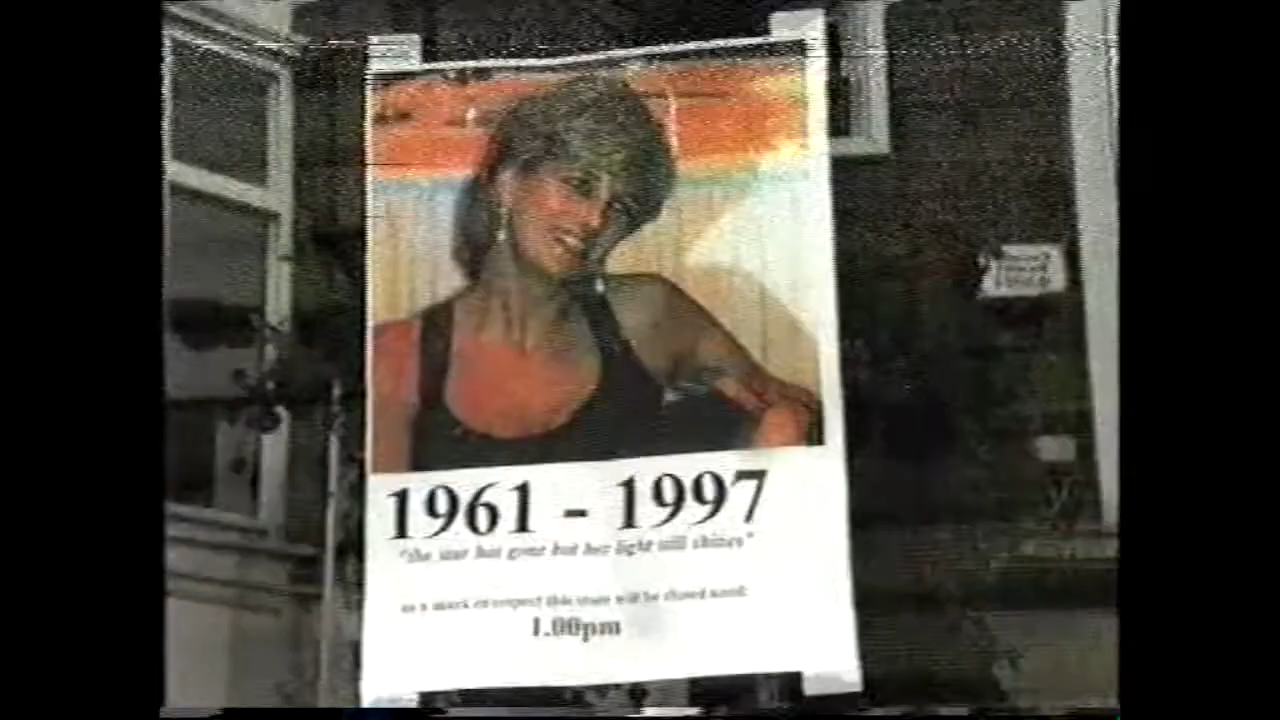 1961 - 1997
"the star has gone but her light still shines"
as a mark of respect this store will be closed until:
1.00pm